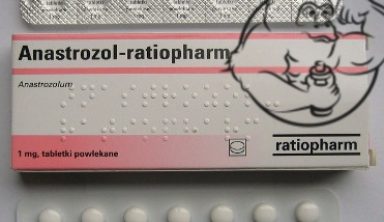 Anastrozol-ratiopharm
Anastrozolum
1 mg, tabletki powlekane
ratiopharm